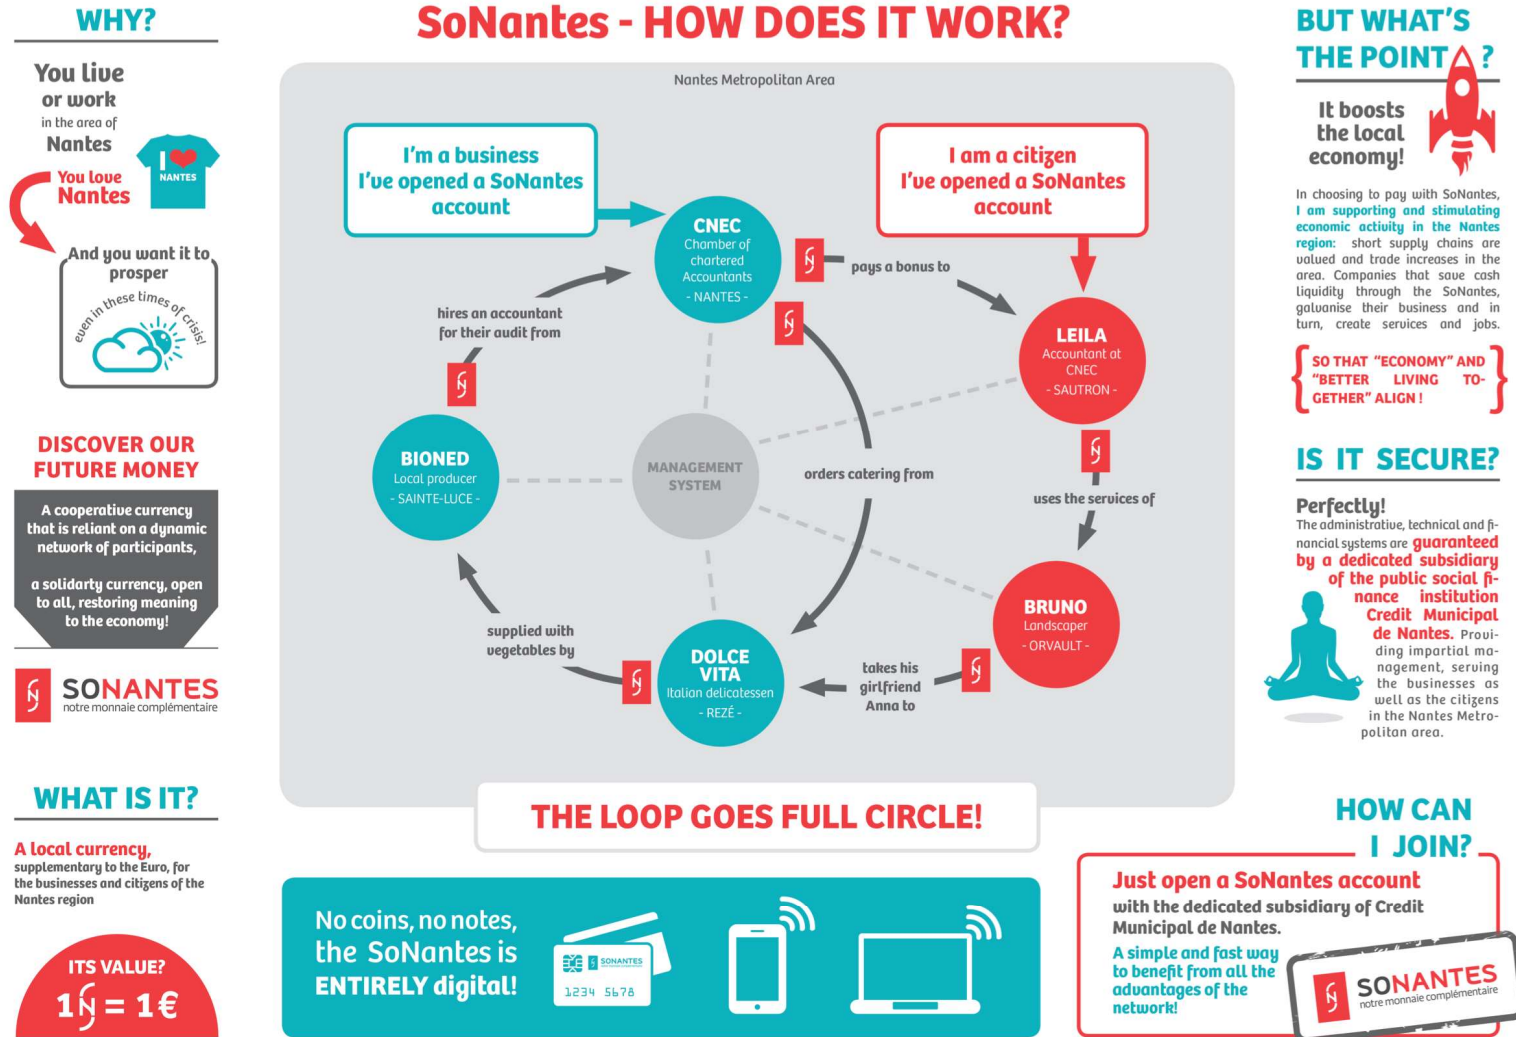 WHY?
You live
or work
in the area of
Nantes
I
NANTES
You love
Nantes
And you want it to
prosper
even in these times of crisis!
DISCOVER OUR
FUTURE MONEY
A cooperative currency
that is reliant on a dynamic
network of participants,
a solidarty currency, open
to all, restoring meaning
to the economy!
SONANTES
notre monnaie complémentaire
WHAT IS IT?
A local currency,
supplementary to the Euro, for
the businesses and citizens of the
Nantes region
ITS VALUE?
1 = 1€
SoNantes - HOW DOES IT WORK?
Nantes Metropolitan Area
I'm a business
I've opened a SoNantes
account
I am a citizen
I've opened a SoNantes
account
CNEC
Chamber of
chartered
Accountants
- NANTES -
pays a bonus to
LEILA
Accountant at
CNEC
- SAUTRON -
uses the services of
BRUNO
Landscaper
- ORVAULT -
takes his
girlfriend
Anna to
DOLCE
VITA
Italian delicatessen
- REZÉ -
supplied with
vegetables by
BIONED
Local producer
- SAINTE-LUCE -
hires an accountant
for their audit from
orders catering from
MANAGEMENT
SYSTEM
THE LOOP GOES FULL CIRCLE!
No coins, no notes,
the SoNantes is
ENTIRELY digital!
SONANTES
1234 5678
BUT WHAT'S
THE POINT ?
It boosts
the local
economy!
In choosing to pay with SoNantes,
I am supporting and stimulating
economic activity in the Nantes
region: short supply chains are
valued and trade increases in the
area. Companies that save cash
liquidity through the SoNantes,
galvanise their business and in
turn, create services and jobs.
SO THAT "ECONOMY" AND
"BETTER LIVING TO-
GETHER" ALIGN !
IS IT SECURE?
Perfectly!
The administrative, technical and fi-
nancial systems are guaranteed
by a dedicated subsidiary
of the public social fi-
nance institution
Credit Municipal
de Nantes. Provi-
ding impartial ma-
nagement, serving
the businesses as
well as the citizens
in the Nantes Metro-
politan area.
HOW CAN
I JOIN?
Just open a SoNantes account
with the dedicated subsidiary of Credit
Municipal de Nantes.
A simple and fast way
to benefit from all the
advantages of the
network!
SONANTES
notre monnaie complémentaire